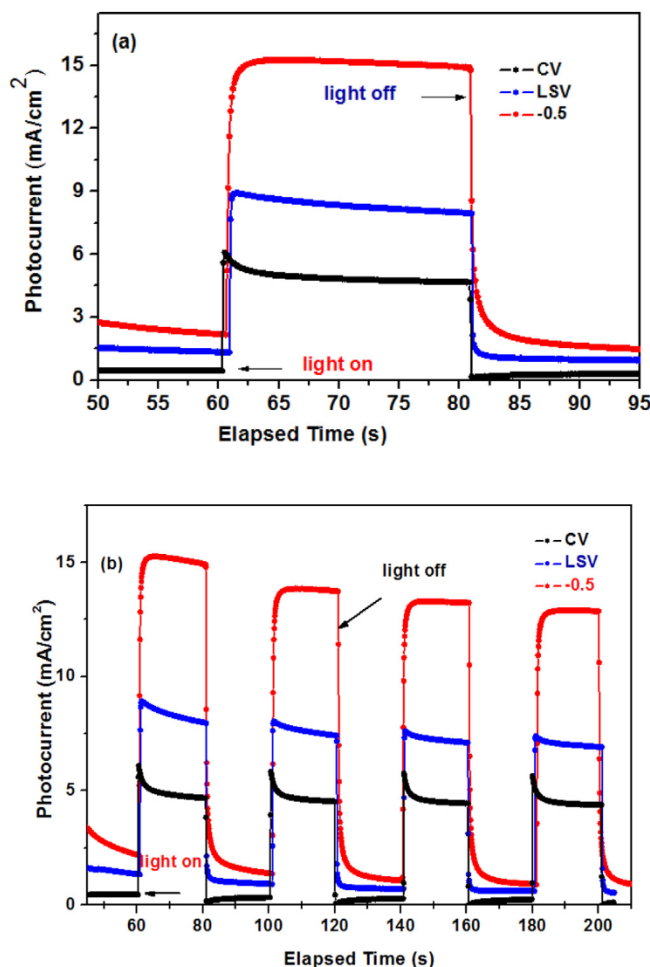 (a)
CV
LSV
-0.5
light off
light on
Photocurrent (mA/cm2)
15
12
9
6
3
0
50 55 60 65 70 75 80 85 90 95
Elapsed Time (s)
(b)
CV
LSV
-0.5
light off
light on
Photocurrent (mA/cm²)
15
10
5
0
60 80 100 120 140 160 180 200
Elapsed Time (s)